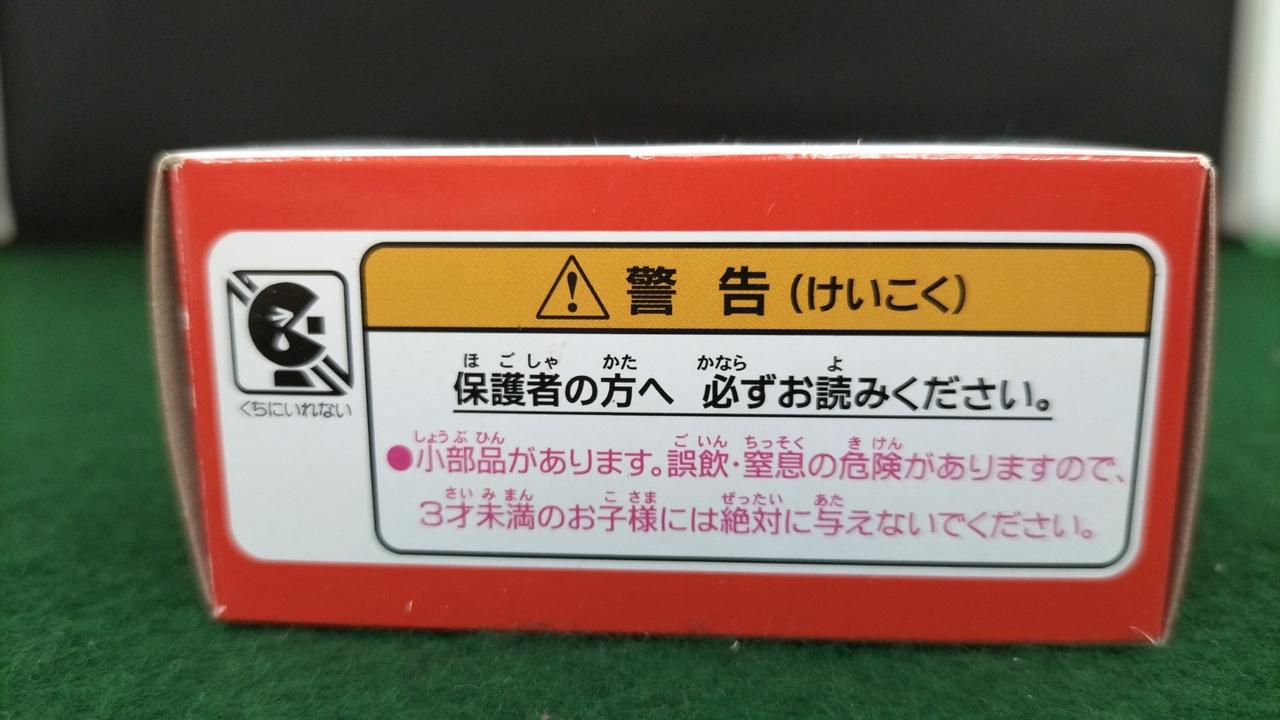 警 告 (けいこく)
くちにいれない
ほ ご しゃ かた かなら よ
保護者の方へ 必ずお読みください。
しょう ぶ ひん ご いん ちっそく き けん
●小部品があります。誤飲・窒息の危険がありますので、
さい み まん こ さま ぜったい あた
3才未満のお子様には絶対に与えないでください。